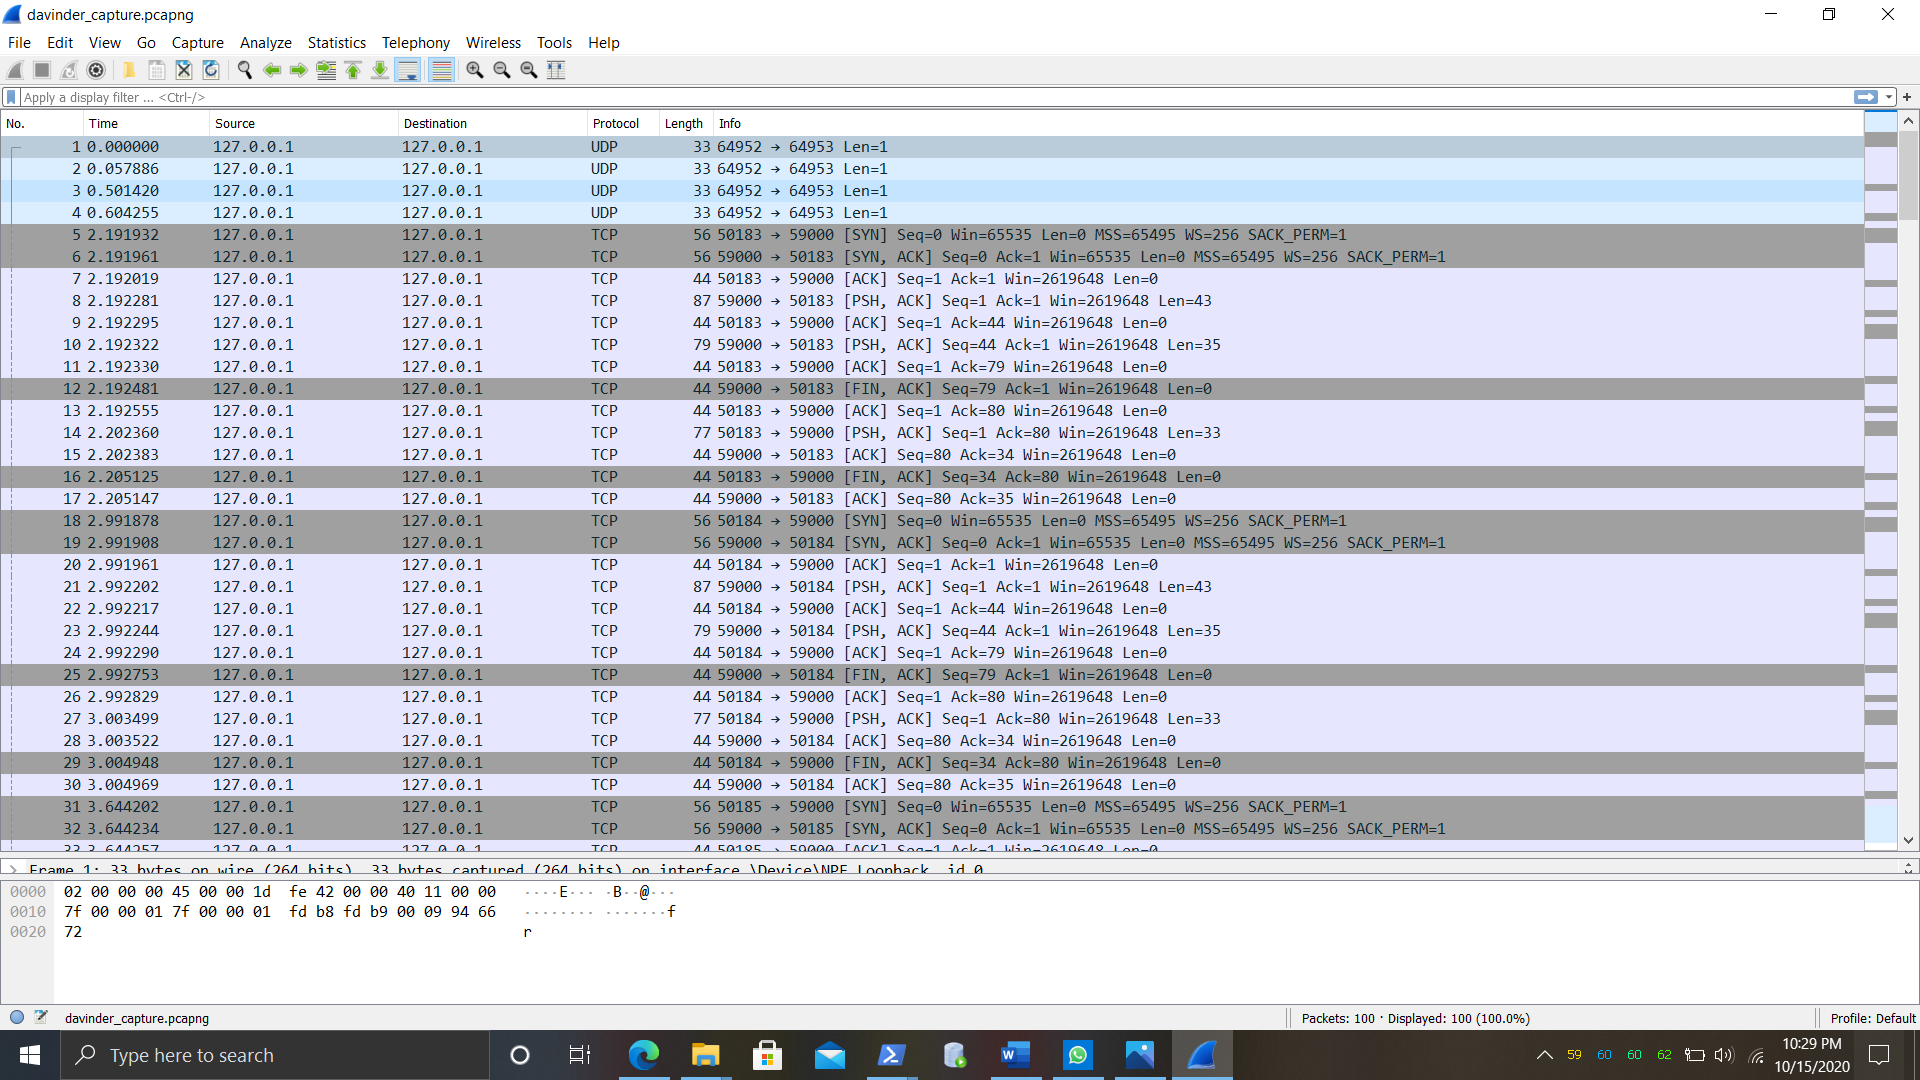 davinder_capture.pcapng
File Edit View Go Capture Analyze Statistics Telephony Wireless Tools Help
Apply a display filter ... <Ctrl-/>
No. Time Source Destination Protocol Length Info
1 0.000000 127.0.0.1 127.0.0.1 UDP 33 64952 → 64953 Len=1
2 0.057886 127.0.0.1 127.0.0.1 UDP 33 64952 → 64953 Len=1
3 0.501420 127.0.0.1 127.0.0.1 UDP 33 64952 → 64953 Len=1
4 0.604255 127.0.0.1 127.0.0.1 UDP 33 64952 → 64953 Len=1
5 2.191932 127.0.0.1 127.0.0.1 TCP 56 50183 → 59000 [SYN] Seq=0 Win=65535 Len=0 MSS=65495 WS=256 SACK_PERM=1
6 2.191961 127.0.0.1 127.0.0.1 TCP 56 59000 → 50183 [SYN, ACK] Seq=0 Ack=1 Win=65535 Len=0 MSS=65495 WS=256 SACK_PERM=1
7 2.192019 127.0.0.1 127.0.0.1 TCP 44 50183 → 59000 [ACK] Seq=1 Ack=1 Win=2619648 Len=0
8 2.192281 127.0.0.1 127.0.0.1 TCP 87 59000 → 50183 [PSH, ACK] Seq=1 Ack=1 Win=2619648 Len=43
9 2.192295 127.0.0.1 127.0.0.1 TCP 44 50183 → 59000 [ACK] Seq=1 Ack=44 Win=2619648 Len=0
10 2.192322 127.0.0.1 127.0.0.1 TCP 79 59000 → 50183 [PSH, ACK] Seq=44 Ack=1 Win=2619648 Len=35
11 2.192330 127.0.0.1 127.0.0.1 TCP 44 50183 → 59000 [ACK] Seq=1 Ack=79 Win=2619648 Len=0
12 2.192481 127.0.0.1 127.0.0.1 TCP 44 59000 → 50183 [FIN, ACK] Seq=79 Ack=1 Win=2619648 Len=0
13 2.192555 127.0.0.1 127.0.0.1 TCP 44 50183 → 59000 [ACK] Seq=1 Ack=80 Win=2619648 Len=0
14 2.202360 127.0.0.1 127.0.0.1 TCP 77 50183 → 59000 [PSH, ACK] Seq=1 Ack=80 Win=2619648 Len=33
15 2.202383 127.0.0.1 127.0.0.1 TCP 44 59000 → 50183 [ACK] Seq=80 Ack=34 Win=2619648 Len=0
16 2.205125 127.0.0.1 127.0.0.1 TCP 44 50183 → 59000 [FIN, ACK] Seq=34 Ack=80 Win=2619648 Len=0
17 2.205147 127.0.0.1 127.0.0.1 TCP 44 59000 → 50183 [ACK] Seq=80 Ack=35 Win=2619648 Len=0
18 2.991878 127.0.0.1 127.0.0.1 TCP 56 50184 → 59000 [SYN] Seq=0 Win=65535 Len=0 MSS=65495 WS=256 SACK_PERM=1
19 2.991908 127.0.0.1 127.0.0.1 TCP 56 59000 → 50184 [SYN, ACK] Seq=0 Ack=1 Win=65535 Len=0 MSS=65495 WS=256 SACK_PERM=1
20 2.991961 127.0.0.1 127.0.0.1 TCP 44 50184 → 59000 [ACK] Seq=1 Ack=1 Win=2619648 Len=0
21 2.992202 127.0.0.1 127.0.0.1 TCP 87 59000 → 50184 [PSH, ACK] Seq=1 Ack=1 Win=2619648 Len=43
22 2.992217 127.0.0.1 127.0.0.1 TCP 44 50184 → 59000 [ACK] Seq=1 Ack=44 Win=2619648 Len=0
23 2.992244 127.0.0.1 127.0.0.1 TCP 79 59000 → 50184 [PSH, ACK] Seq=44 Ack=1 Win=2619648 Len=35
24 2.992290 127.0.0.1 127.0.0.1 TCP 44 50184 → 59000 [ACK] Seq=1 Ack=79 Win=2619648 Len=0
25 2.992753 127.0.0.1 127.0.0.1 TCP 44 59000 → 50184 [FIN, ACK] Seq=79 Ack=1 Win=2619648 Len=0
26 2.992829 127.0.0.1 127.0.0.1 TCP 44 50184 → 59000 [ACK] Seq=1 Ack=80 Win=2619648 Len=0
27 3.003499 127.0.0.1 127.0.0.1 TCP 77 50184 → 59000 [PSH, ACK] Seq=1 Ack=80 Win=2619648 Len=33
28 3.003522 127.0.0.1 127.0.0.1 TCP 44 59000 → 50184 [ACK] Seq=80 Ack=34 Win=2619648 Len=0
29 3.004948 127.0.0.1 127.0.0.1 TCP 44 50184 → 59000 [FIN, ACK] Seq=34 Ack=80 Win=2619648 Len=0
30 3.004969 127.0.0.1 127.0.0.1 TCP 44 59000 → 50184 [ACK] Seq=80 Ack=35 Win=2619648 Len=0
31 3.644202 127.0.0.1 127.0.0.1 TCP 56 50185 → 59000 [SYN] Seq=0 Win=65535 Len=0 MSS=65495 WS=256 SACK_PERM=1
32 3.644234 127.0.0.1 127.0.0.1 TCP 56 59000 → 50185 [SYN, ACK] Seq=0 Ack=1 Win=65535 Len=0 MSS=65495 WS=256 SACK_PERM=1
33 3.644257 127.0.0.1 127.0.0.1 TCP 44 50185 → 59000 [ACK] Seq=1 Ack=1 Win=2619648 Len=0
Frame 1: 33 bytes on wire (264 bits), 33 bytes captured (264 bits) on interface \Device\NPF_Loopback, id 0
0000 02 00 00 00 45 00 00 1d fe 42 00 00 40 11 00 00 ····E··· ·B··@···
0010 7f 00 00 01 7f 00 00 01 fd b8 fd b9 00 09 94 66 ········ ·······f
0020 72 r
davinder_capture.pcapng Packets: 100 · Displayed: 100 (100.0%) Profile: Default
Type here to search
59 60 60 62
10:29 PM
10/15/2020